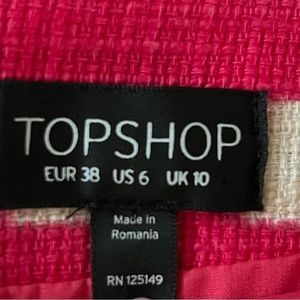 TOPSHOP
EUR 38 US 6 UK 10
Made in
Romania
RN 125149